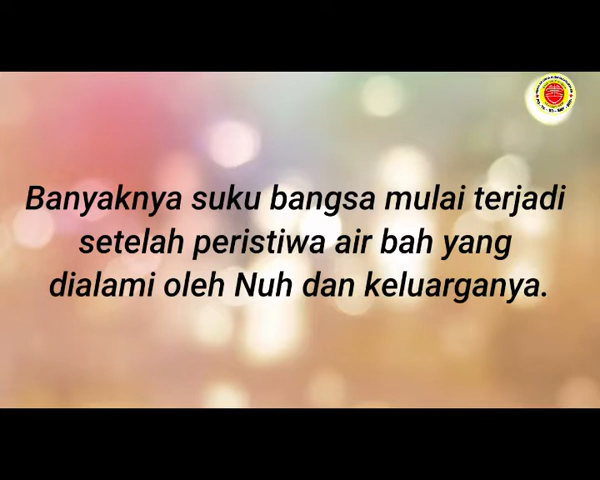 Banyaknya suku bangsa mulai terjadi
setelah peristiwa air bah yang
dialami oleh Nuh dan keluarganya.